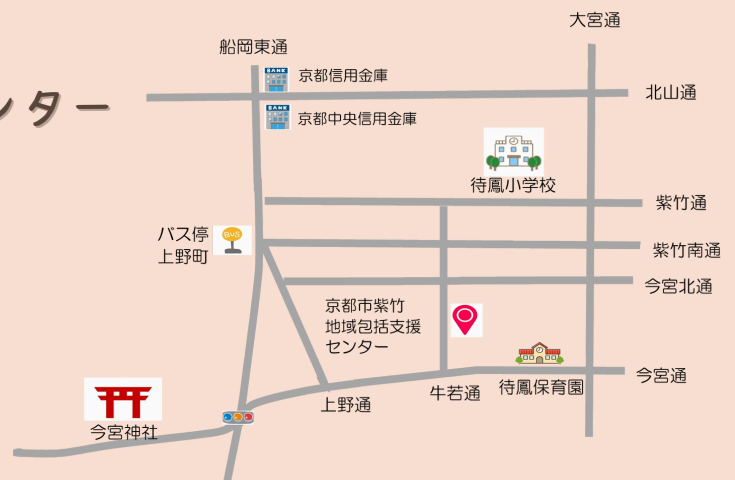 大宮通
船岡東通
BANK
京都信用金庫
ンター
北山通
BANK
京都中央信用金庫
待鳳小学校
紫竹通
バス停
上野町
BUS
紫竹南通
今宮北通
京都市紫竹
地域包括支援
センター
今宮通
待鳳保育園
牛若通
上野通
今宮神社